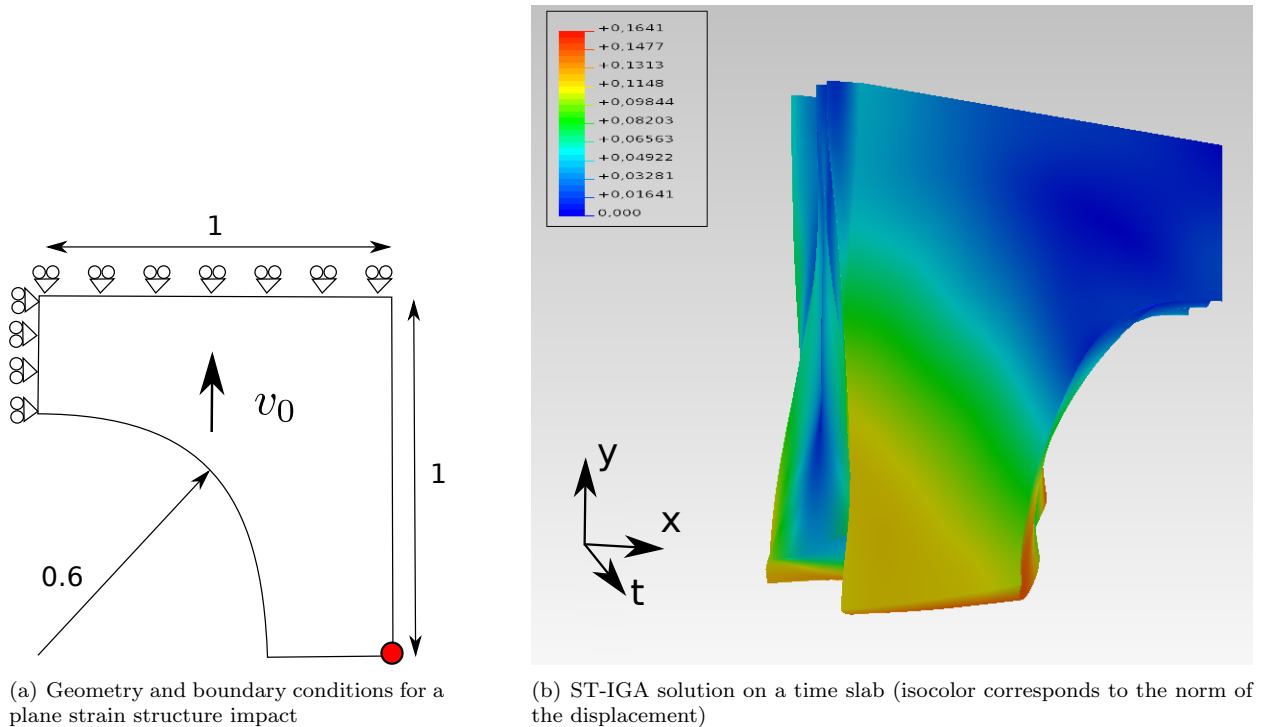 1
v0
1
0.6
(a) Geometry and boundary conditions for a
plane strain structure impact
+0,1641
+0,1477
+0,1313
+0,1148
+0,09844
+0,08203
+0,06563
+0,04922
+0,03281
+0,01641
0,000
y
x
t
(b) ST-IGA solution on a time slab (isocolor corresponds to the norm of
the displacement)